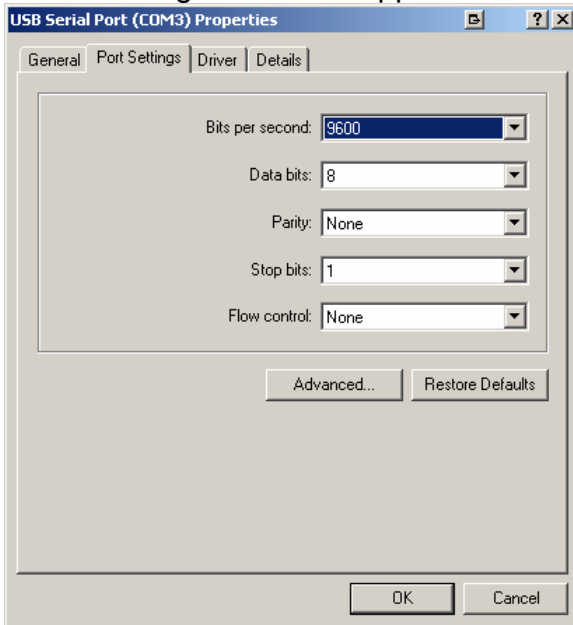 USB Serial Port (COM3) Properties
General Port Settings Driver Details
Bits per second: 9600
Data bits: 8
Parity: None
Stop bits: 1
Flow control: None
Advanced... Restore Defaults
OK Cancel